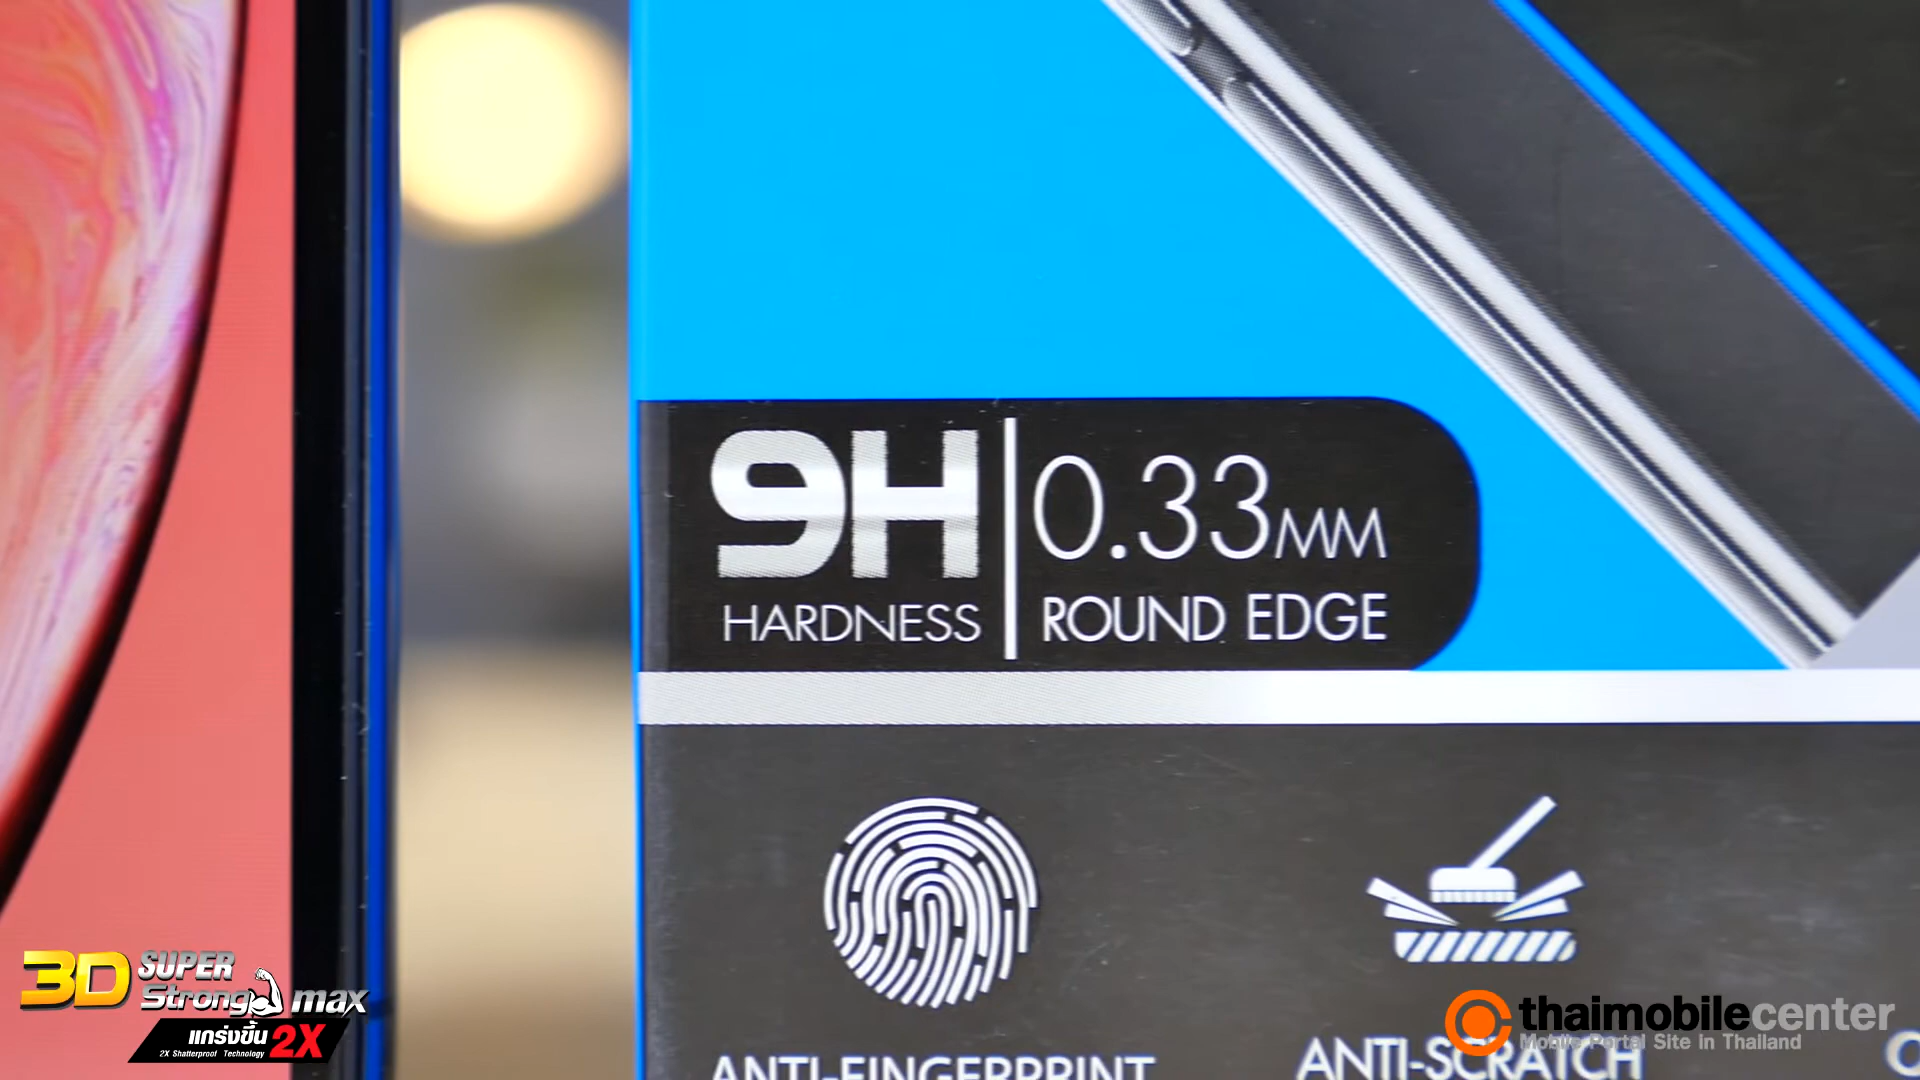 9H
HARDNESS
0.33MM
ROUND EDGE
ANTI-FINGERPRINT
ANTI-SCRATCH
3D SUPER
Strong max
แกร่งขึ้น 2X
2X Shatterproof Technology
thaimobilecenter
Mobile Portal Site in Thailand